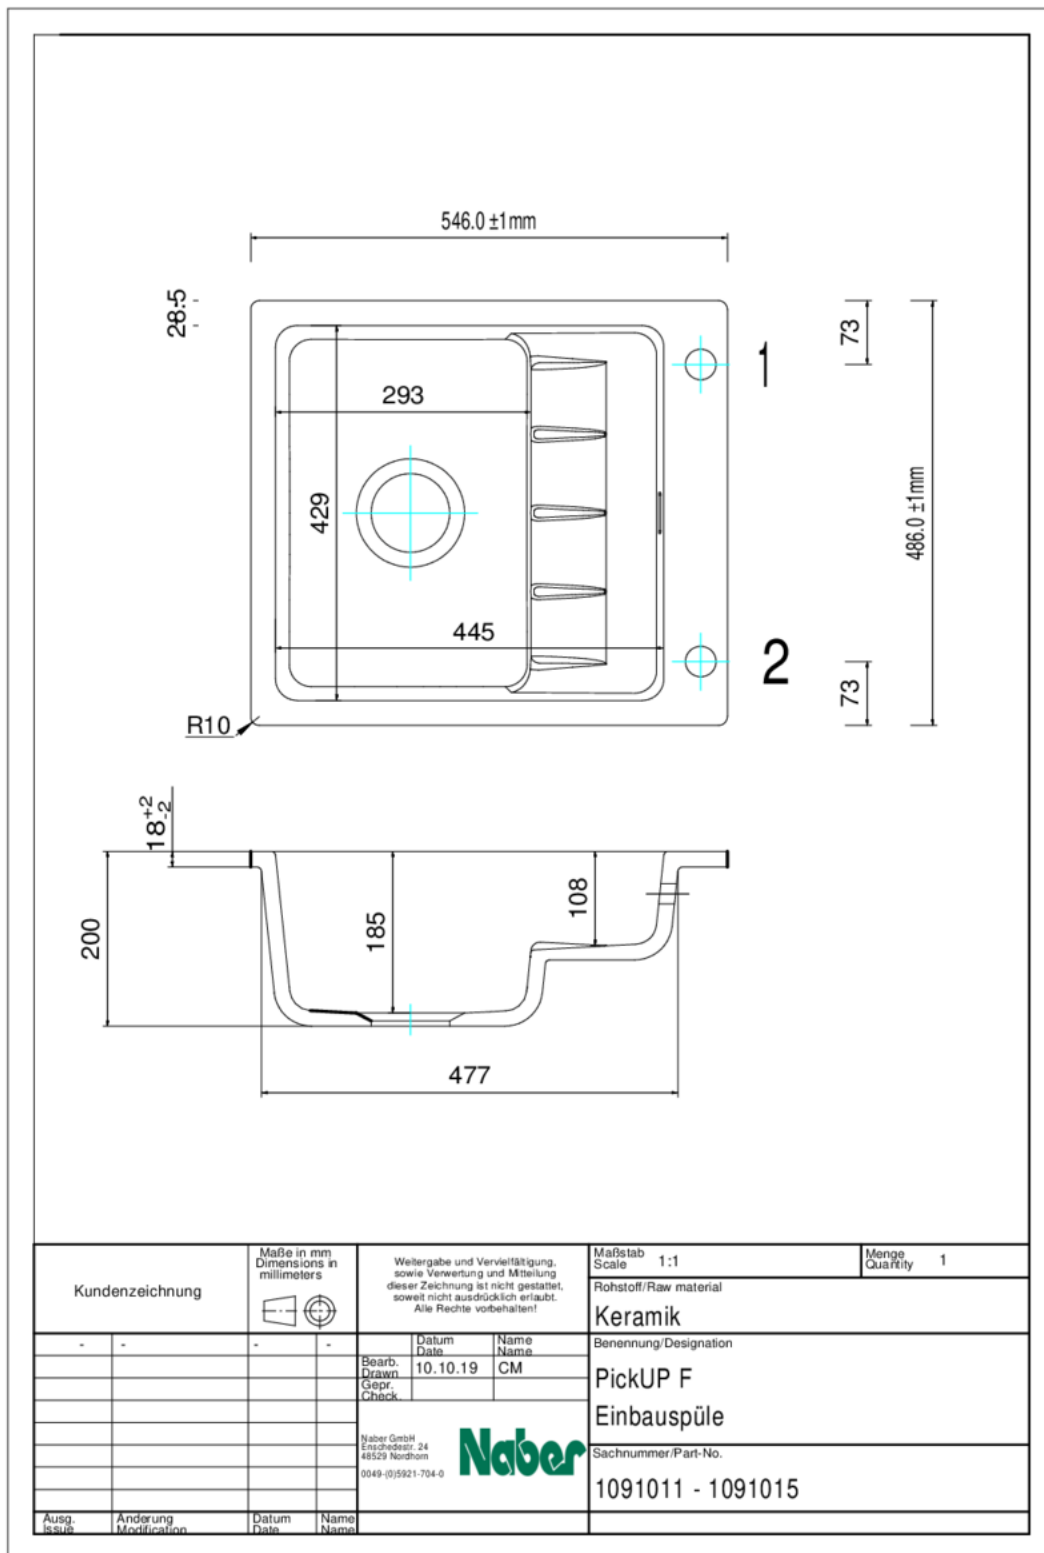 546.0 ±1mm
28.5
73
1
293
429
486.0 ±1mm
445
2
73
R10
18 +2 -2
200
185
108
477
Kundenzeichnung
Maße in mm
Dimensions in
millimeters
Weitergabe und Vervielfältigung,
sowie Verwertung und Mitteilung
dieser Zeichnung ist nicht gestattet,
soweit nicht ausdrücklich erlaubt.
Alle Rechte vorbehalten!
Maßstab
Scale 1:1
Menge
Quantity 1
Rohstoff/Raw material
Keramik
- - - -
Datum Name
Date Name
Bearb.
Drawn 10.10.19 CM
Gepr.
Check.
Benennung/Designation
PickUP F
Einbauspüle
Naber GmbH
Enschedestr. 24
48529 Nordhorn
0049-(0)5921-704-0
Naber
Sachnummer/Part-No.
1091011 - 1091015
Ausg. Änderung Datum Name
Issue Modification Date Name